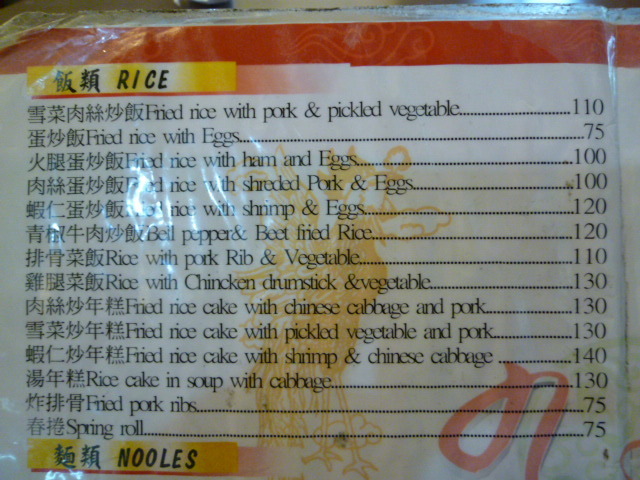 飯類 RICE
雪菜肉絲炒飯Fried rice with pork & pickled vegetable 110
蛋炒飯Fried rice with Eggs 75
火腿蛋炒飯Fried rice with ham and Eggs 100
肉絲蛋炒飯Fried rice with shreded Pork & Eggs 100
蝦仁蛋炒飯Fried rice with shrimp & Eggs 120
青椒牛肉炒飯Bell pepper& Beef fried Rice 120
排骨菜飯Rice with pork Rib & Vegetable 110
雞腿菜飯Rice with Chincken drumstick &vegetable 130
肉絲炒年糕Fried rice cake with chinese cabbage and pork 130
雪菜炒年糕Fried rice cake with pickled vegetable and pork 130
蝦仁炒年糕Fried rice cake with shrimp & chinese cabbage 140
湯年糕Rice cake in soup with cabbage 130
炸排骨Fried pork ribs 75
春捲Spring roll 75
麵類 NOOLES